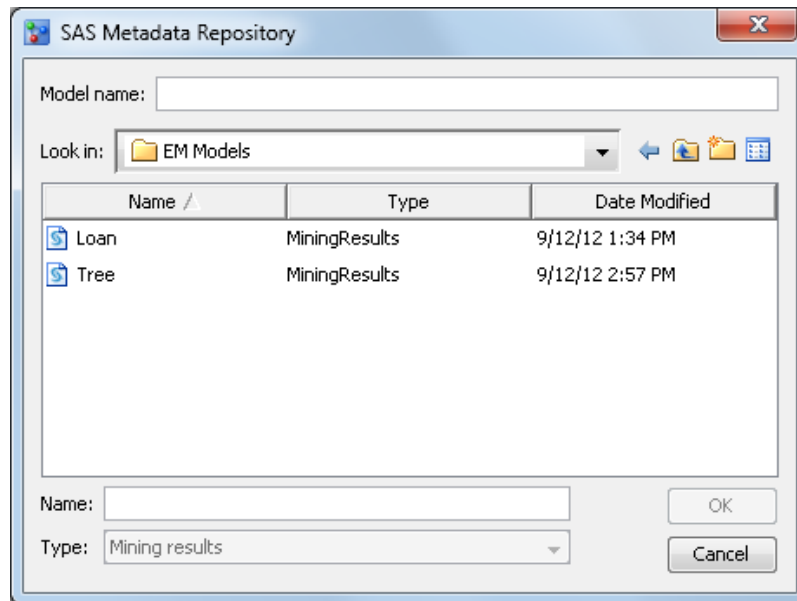 SAS Metadata Repository
Model name:
Look in: EM Models
Name Type Date Modified
Loan MiningResults 9/12/12 1:34 PM
Tree MiningResults 9/12/12 2:57 PM
Name: OK
Type: Mining results Cancel